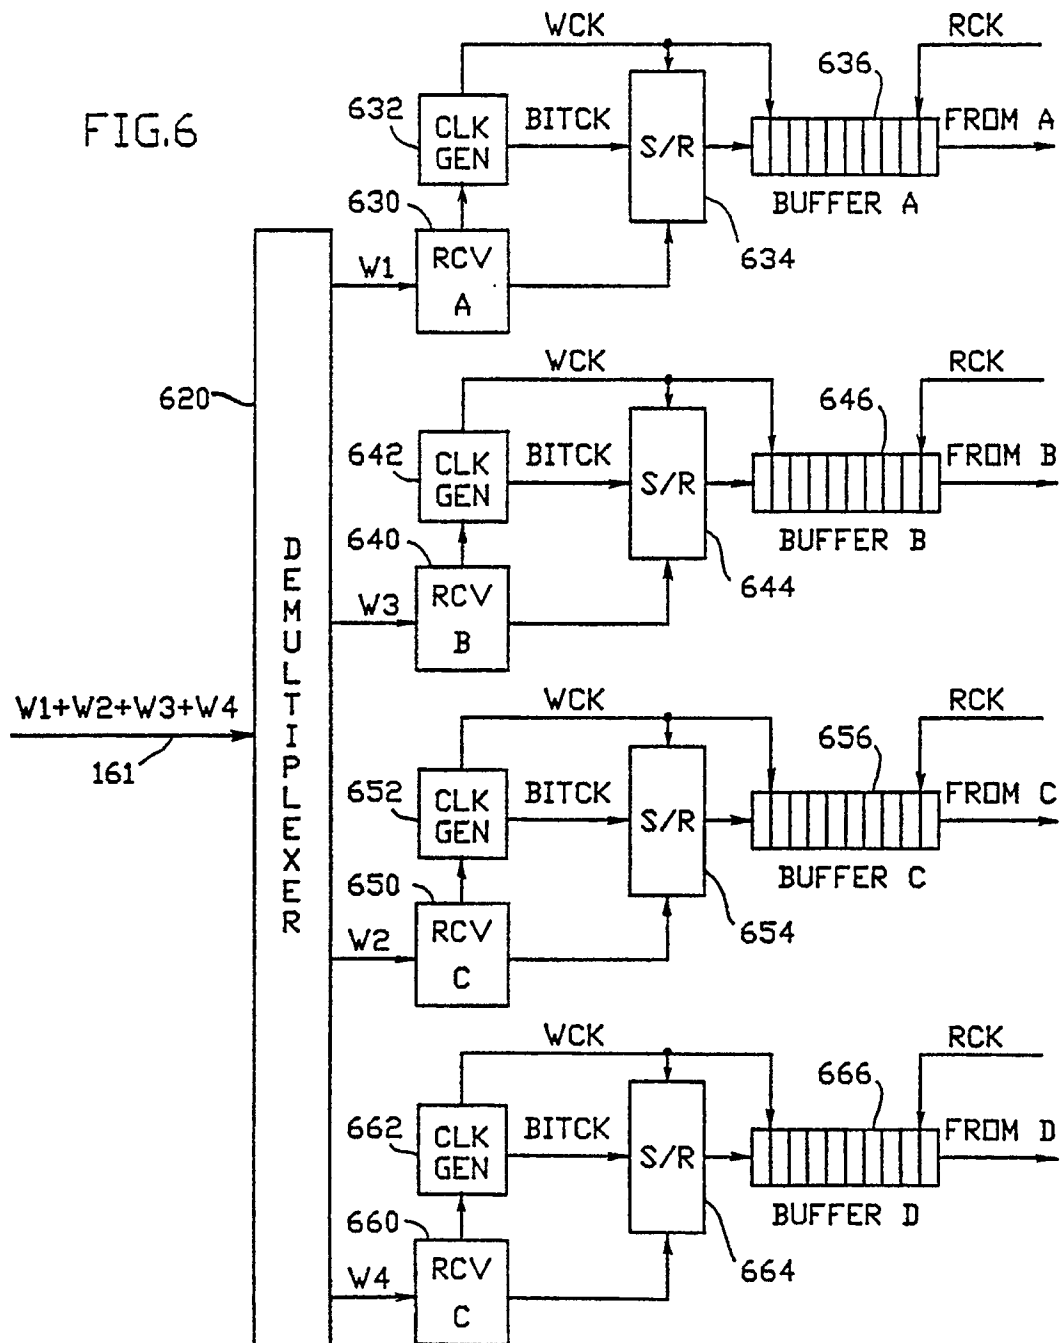 FIG.6
WCK
RCK
632
CLK
GEN
BITCK
S/R
636
FROM A
BUFFER A
630
RCV
A
W1
634
620
WCK
RCK
642
CLK
GEN
BITCK
S/R
646
FROM B
BUFFER B
640
RCV
B
W3
644
DEMULTIPLEXER
W1+W2+W3+W4
161
WCK
RCK
652
CLK
GEN
BITCK
S/R
656
FROM C
BUFFER C
650
RCV
C
W2
654
WCK
RCK
662
CLK
GEN
BITCK
S/R
666
FROM D
BUFFER D
660
RCV
C
W4
664